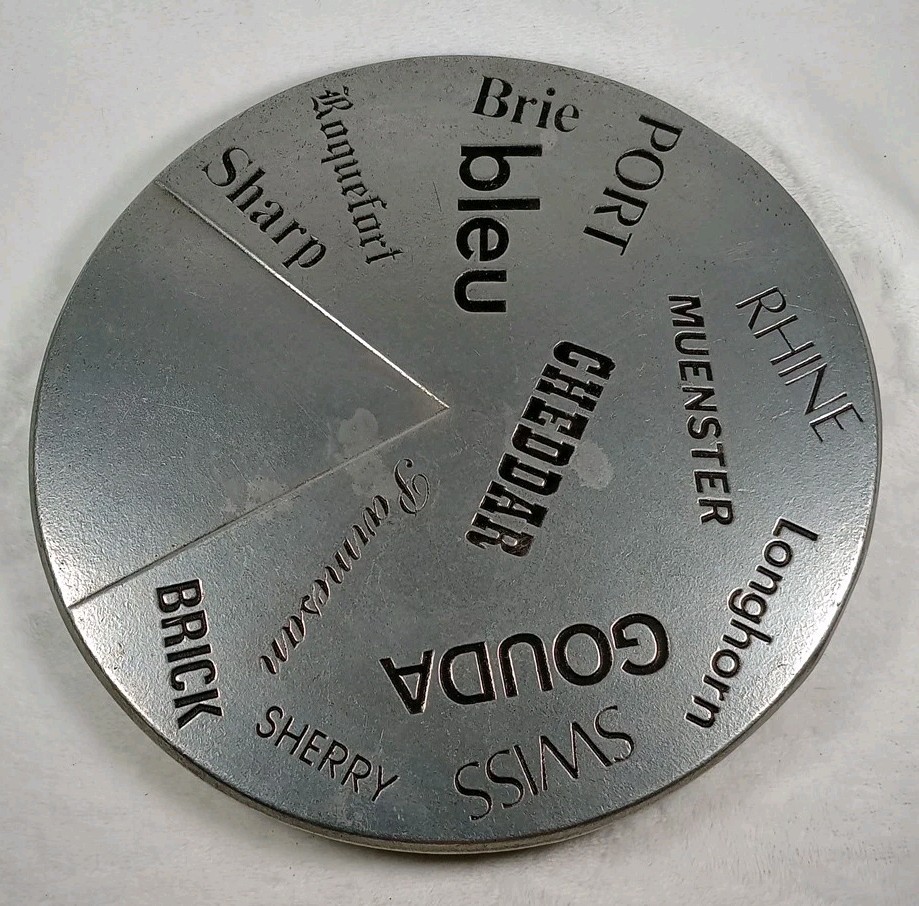 Brie
Roquefort
PORT
Sharp
bleu
RHINE
MUENSTER
CHEDDAR
Parmesan
Longhorn
BRICK
GOUDA
SHERRY
SWISS